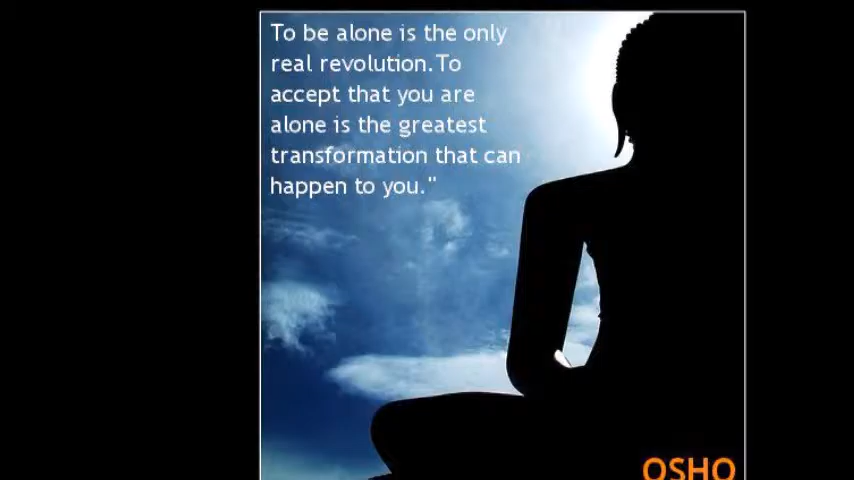 To be alone is the only
real revolution.To
accept that you are
alone is the greatest
transformation that can
happen to you."
OSHO